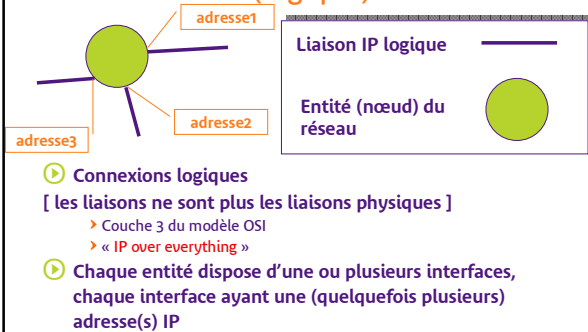 adresse1
Liaison IP logique
Entité (nœud) du
réseau
adresse2
adresse3
Connexions logiques
[ les liaisons ne sont plus les liaisons physiques ]
Couche 3 du modèle OSI
« IP over everything »
Chaque entité dispose d'une ou plusieurs interfaces,
chaque interface ayant une (quelquefois plusieurs)
adresse(s) IP